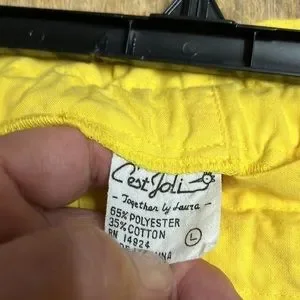 C'est Joli
- Together by Laura -
65% POLYESTER
35% COTTON
RN 14924
L